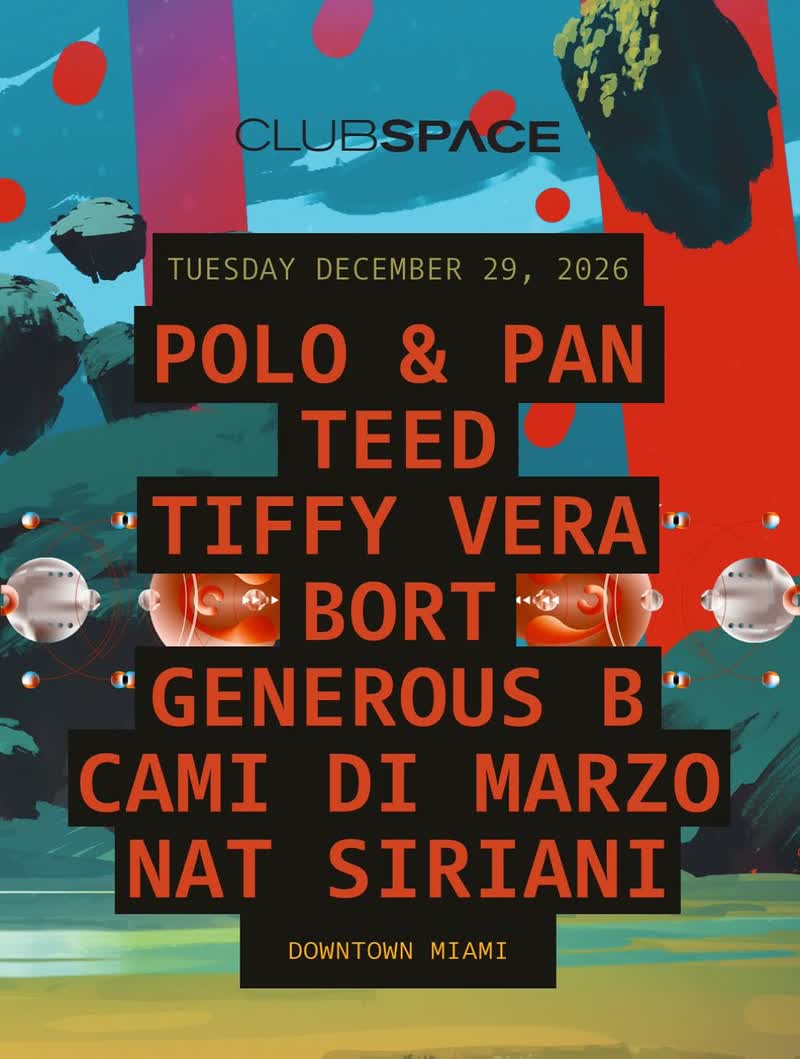 CLUBSPACE
TUESDAY DECEMBER 29, 2026
POLO & PAN
TEED
TIFFY VERA
BORT
GENEROUS B
CAMI DI MARZO
NAT SIRIANI
DOWNTOWN MIAMI